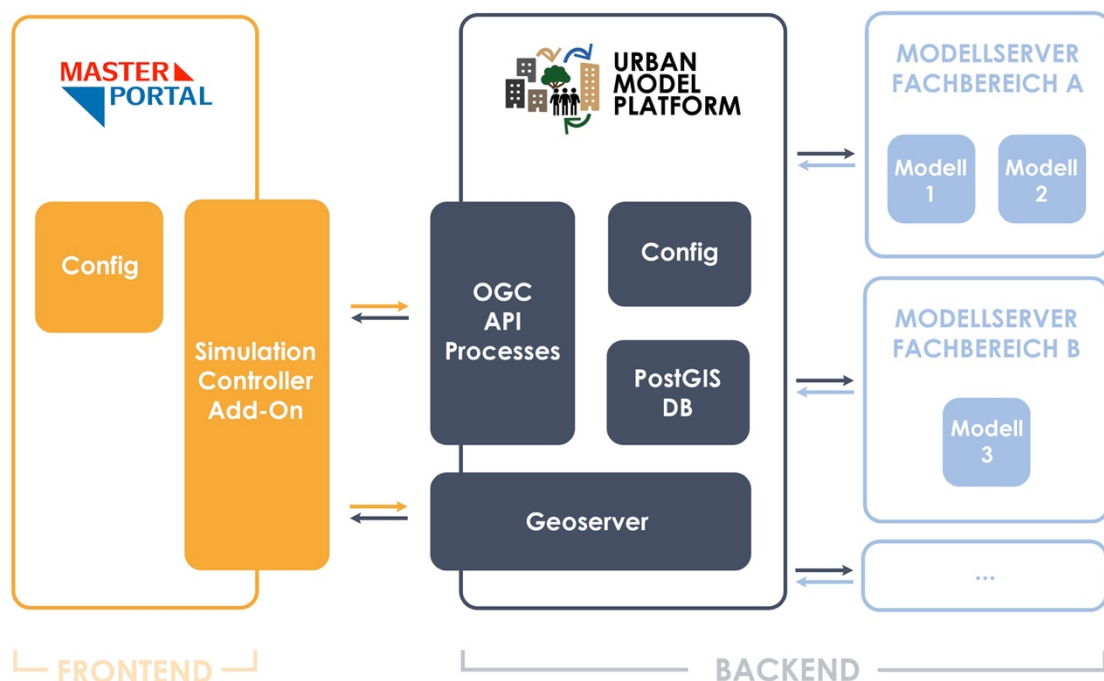 MASTER
PORTAL
Config
Simulation
Controller
Add-On
URBAN
MODEL
PLATFORM
OGC
API
Processes
Config
PostGIS
DB
Geoserver
MODELLSERVER
FACHBEREICH A
Modell
1
Modell
2
MODELLSERVER
FACHBEREICH B
Modell
3
...
FRONTEND
BACKEND